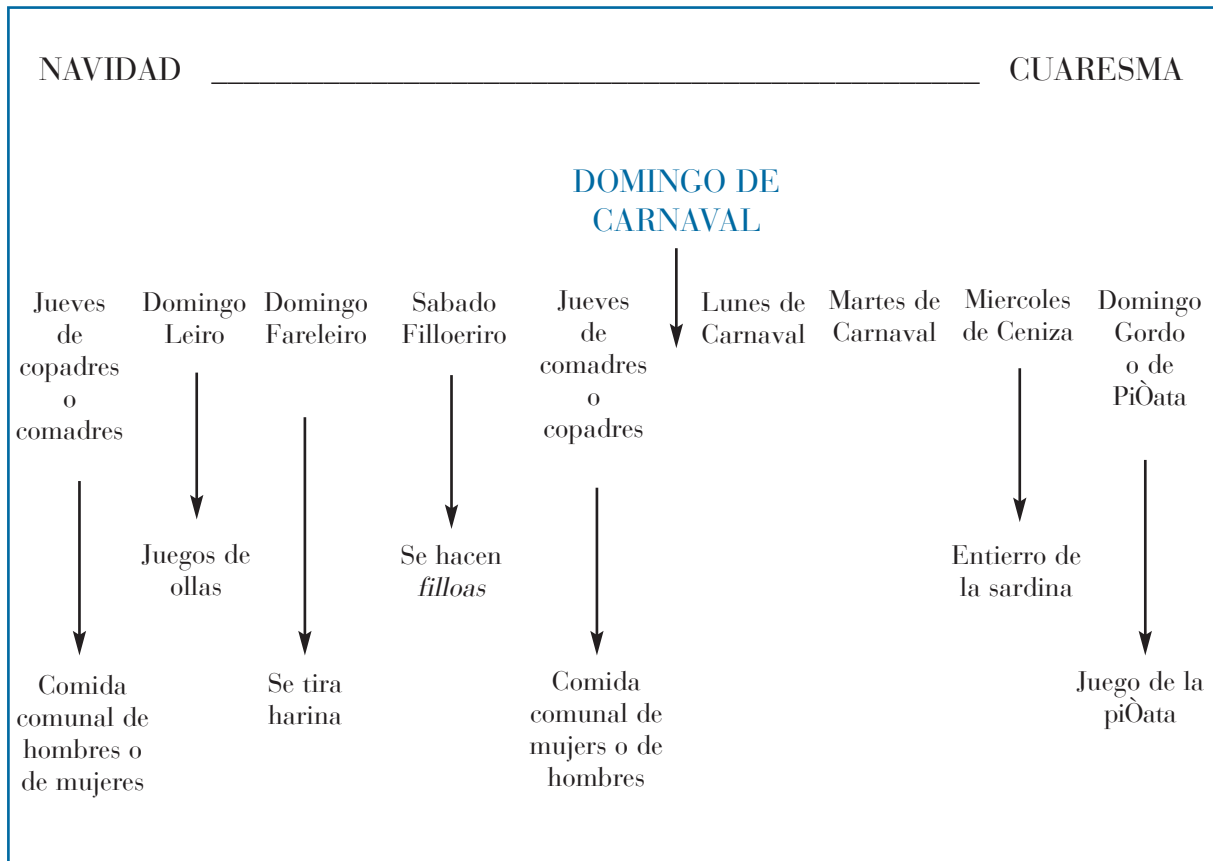 NAVIDAD ________________________________________________ CUARESMA
DOMINGO DE
CARNAVAL
Jueves
de
copadres
o
comadres
Domingo
Leiro
Domingo
Fareleiro
Sabado
Filloeriro
Jueves
de
comadres
o
copadres
Lunes de
Carnaval
Martes de
Carnaval
Miercoles
de Ceniza
Domingo
Gordo
o de
PiÒata
Juegos de
ollas
Se hacen
filloas
Entierro de
la sardina
Comida
comunal de
hombres o
de mujeres
Se tira
harina
Comida
comunal de
mujers o de
hombres
Juego de la
piÒata